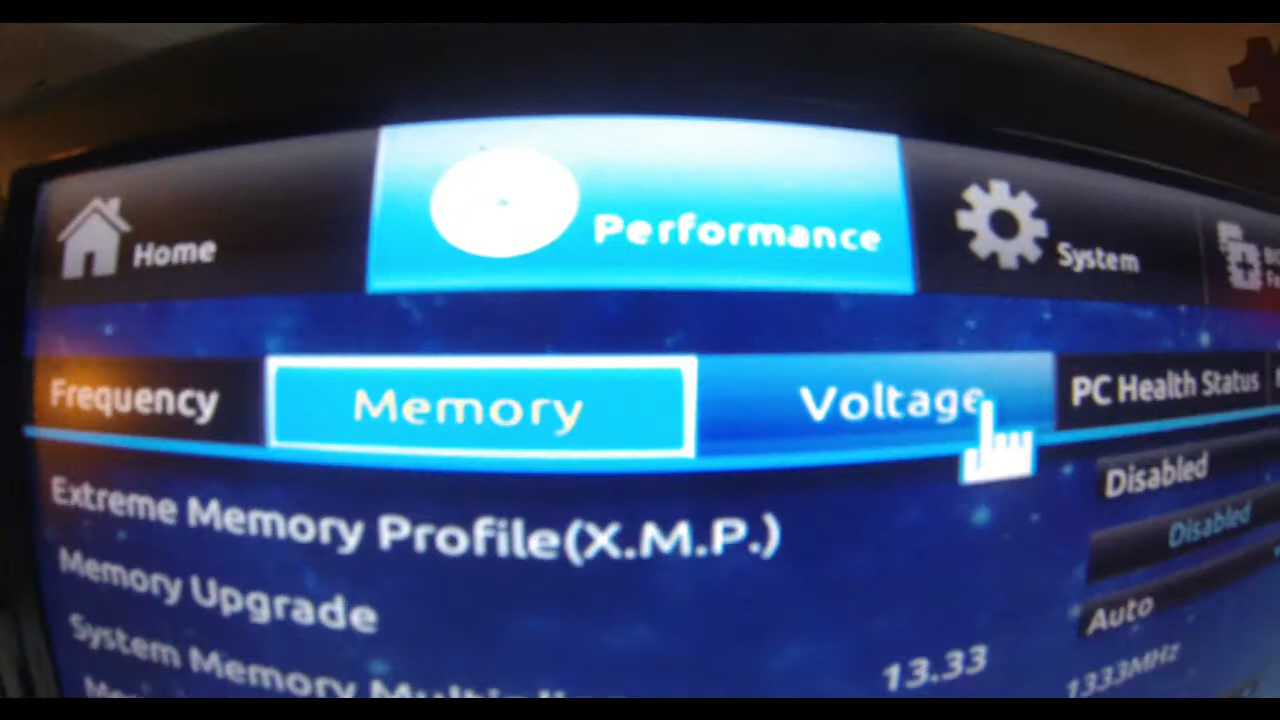 Home Performance System
Frequency Memory Voltage PC Health Status
Extreme Memory Profile(X.M.P.) Disabled
Memory Upgrade Disabled
System Memory 13.33 Auto
1333MHz